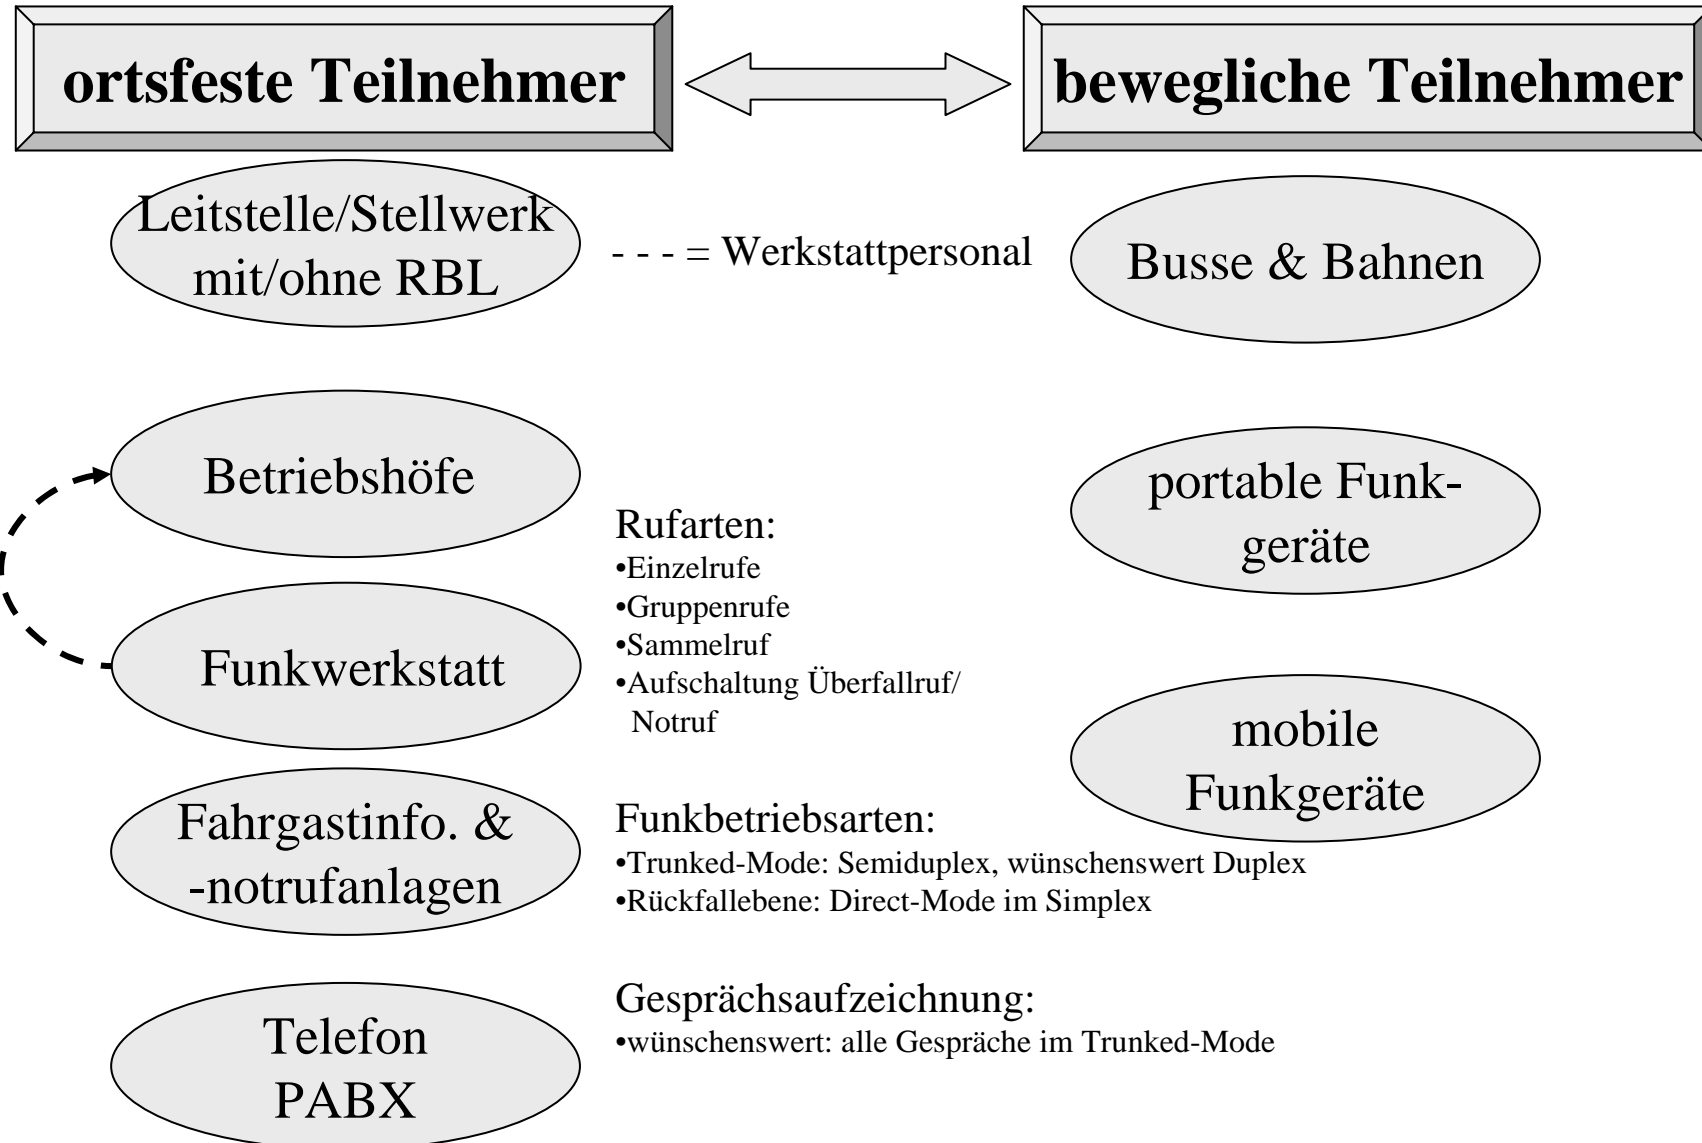 ortsfeste Teilnehmer
bewegliche Teilnehmer
Leitstelle/Stellwerk
mit/ohne RBL
- - - = Werkstattpersonal
Busse & Bahnen
Betriebshöfe
portable Funk-
geräte
Funkwerkstatt
Rufarten:
•Einzelrufe
•Gruppenrufe
•Sammelruf
•Aufschaltung Überfallruf/
Notruf
mobile
Funkgeräte
Fahrgastinfo. &
-notrufanlagen
Funkbetriebsarten:
•Trunked-Mode: Semiduplex, wünschenswert Duplex
•Rückfallebene: Direct-Mode im Simplex
Telefon
PABX
Gesprächsaufzeichnung:
•wünschenswert: alle Gespräche im Trunked-Mode